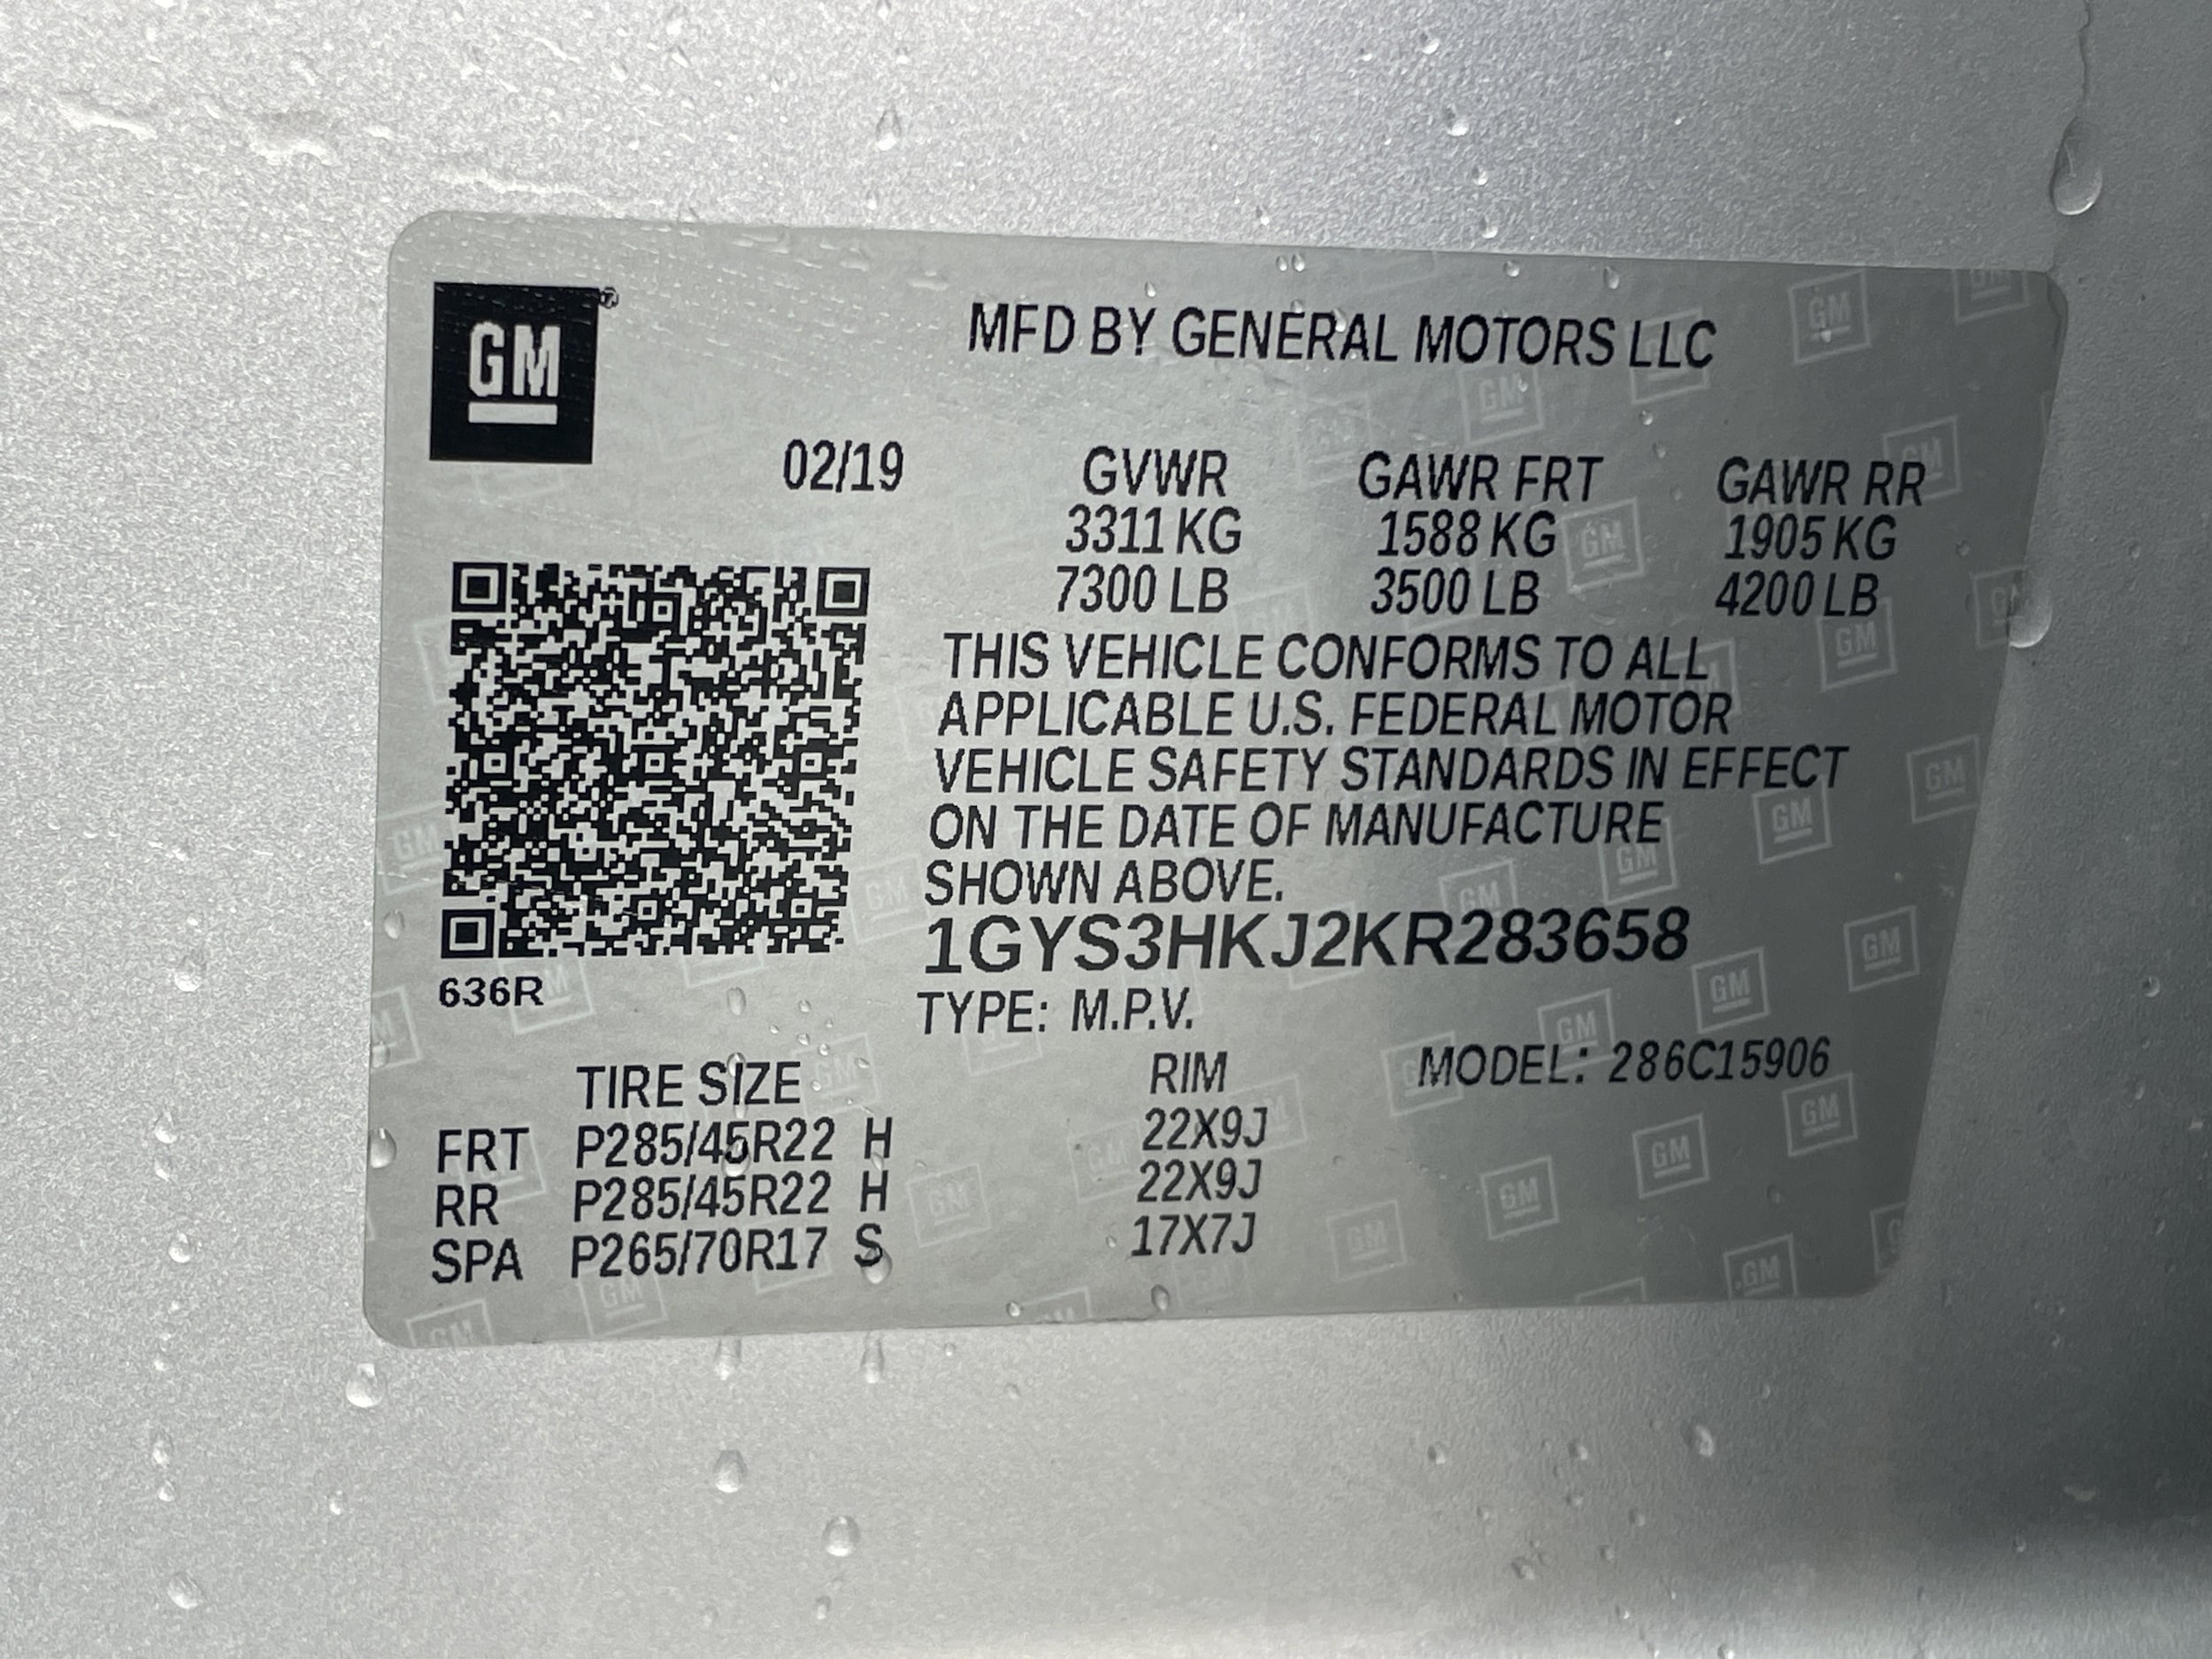 GM
MFD BY GENERAL MOTORS LLC
02/19 GVWR GAWR FRT GAWR RR
3311 KG 1588 KG 1905 KG
7300 LB 3500 LB 4200 LB
THIS VEHICLE CONFORMS TO ALL
APPLICABLE U.S. FEDERAL MOTOR
VEHICLE SAFETY STANDARDS IN EFFECT
ON THE DATE OF MANUFACTURE
SHOWN ABOVE.
1GYS3HKJ2KR283658
636R
TYPE: M.P.V.
TIRE SIZE RIM MODEL: 286C15906
FRT P285/45R22 H 22X9J
RR P285/45R22 H 22X9J
SPA P265/70R17 S 17X7J